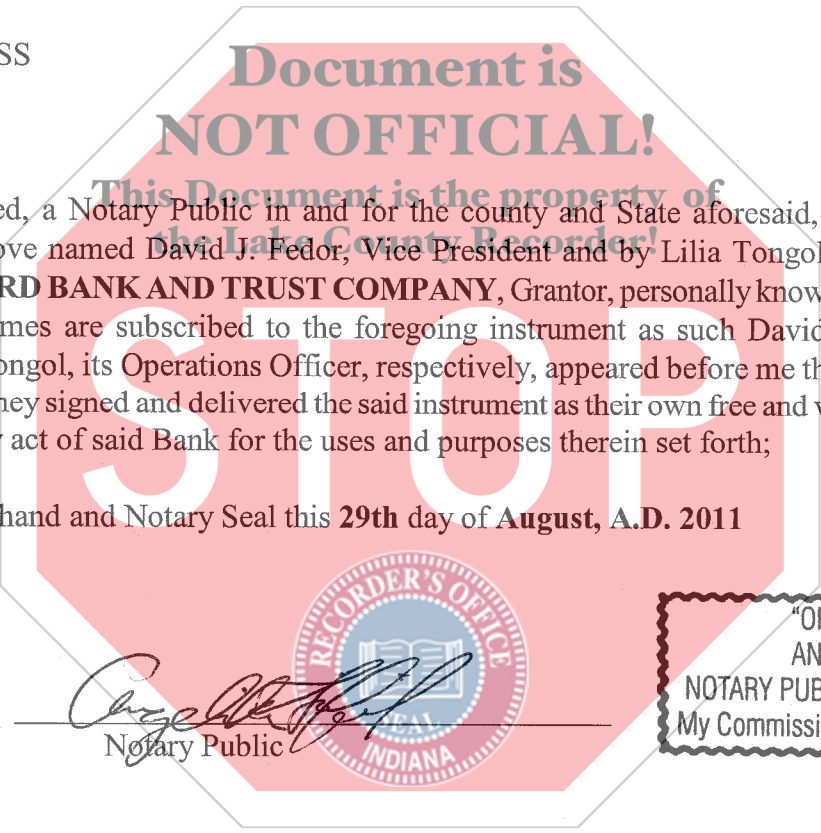 SS
Document is
NOT OFFICIAL!
This Document is the property of
the Lake County Recorder!
ed, a Notary Public in and for the county and State aforesaid,
ove named David J. Fedor, Vice President and by Lilia Tongol
RD BANK AND TRUST COMPANY, Grantor, personally know
mes are subscribed to the foregoing instrument as such David
ongol, its Operations Officer, respectively, appeared before me th
hey signed and delivered the said instrument as their own free and v
y act of said Bank for the uses and purposes therein set forth;
STOP
hand and Notary Seal this 29th day of August, A.D. 2011
RECORDER'S OFFICE
SEAL
INDIANA
Notary Public
"O
AN
NOTARY PUB
My Commissi